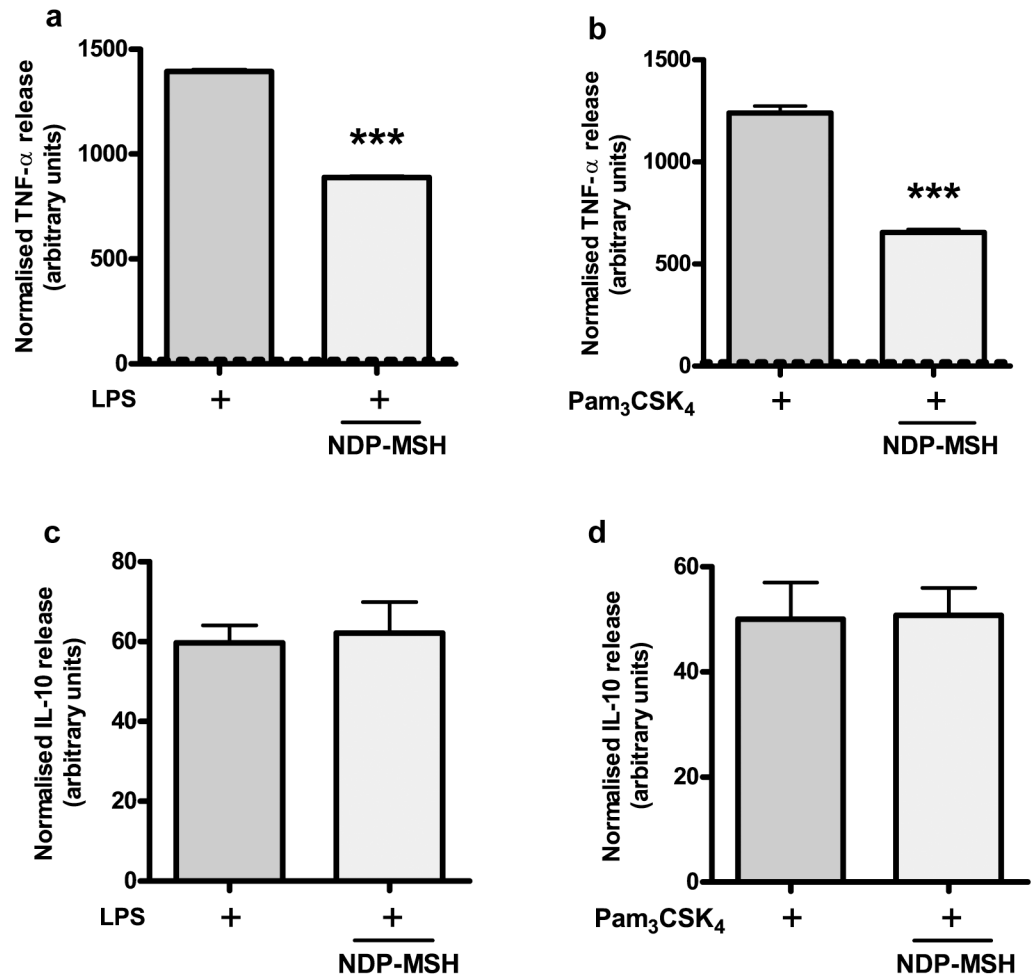 a
Normalised TNF-α release
(arbitrary units)
1500
1000
500
0
***
LPS + +
NDP-MSH
b
Normalised TNF-α release
(arbitrary units)
1500
1000
500
0
***
Pam₃CSK₄ + +
NDP-MSH
c
Normalised IL-10 release
(arbitrary units)
80
60
40
20
0
LPS + +
NDP-MSH
d
Normalised IL-10 release
(arbitrary units)
60
40
20
0
Pam₃CSK₄ + +
NDP-MSH